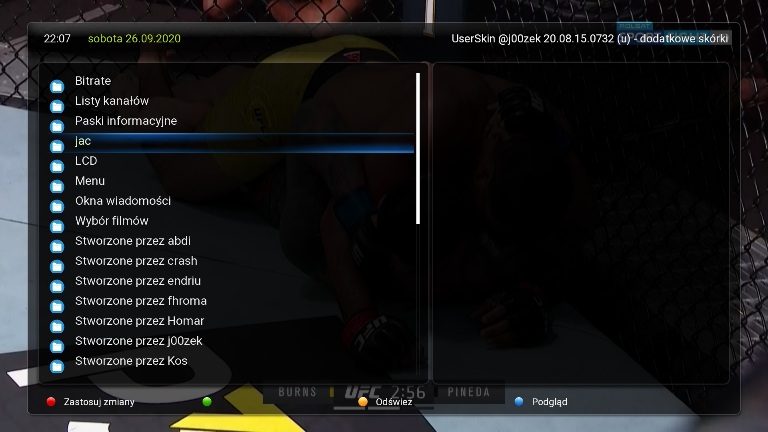 22:07 sobota 26.09.2020 UserSkin @j00zek 20.08.15.0732 (u) - dodatkowe skórki
POLSAT
Bitrate
Listy kanałów
Paski informacyjne
jac
LCD
Menu
Okna wiadomości
Wybór filmów
Stworzone przez abdi
Stworzone przez crash
Stworzone przez endriu
Stworzone przez fhroma
Stworzone przez Homar
Stworzone przez j00zek
Stworzone przez Kos
BURNS UFC 2:56 PINEDA
Zastosuj zmiany Odśwież Podgląd